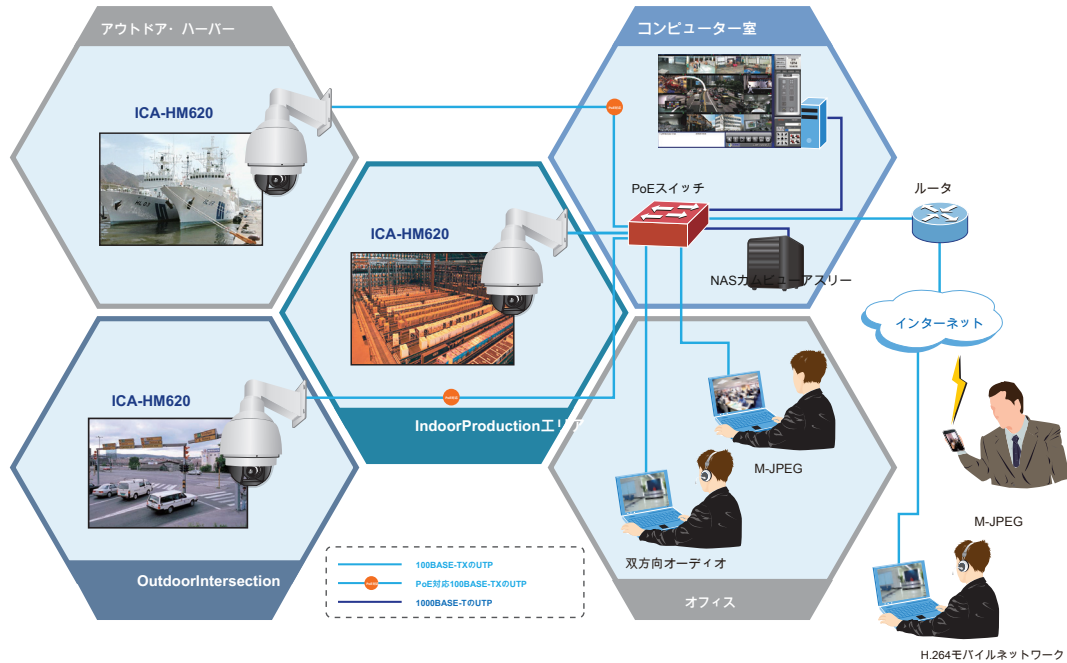 アウトドア・ハーバー
コンピューター室
ICA-HM620
PoEスイッチ
ルータ
ICA-HM620
NASカムビューアスリー
インターネット
ICA-HM620
IndoorProductionエリア
M-JPEG
M-JPEG
双方向オーディオ
OutdoorIntersection
100BASE-TXのUTP
PoE対応100BASE-TXのUTP
1000BASE-TのUTP
オフィス
H.264モバイルネットワーク